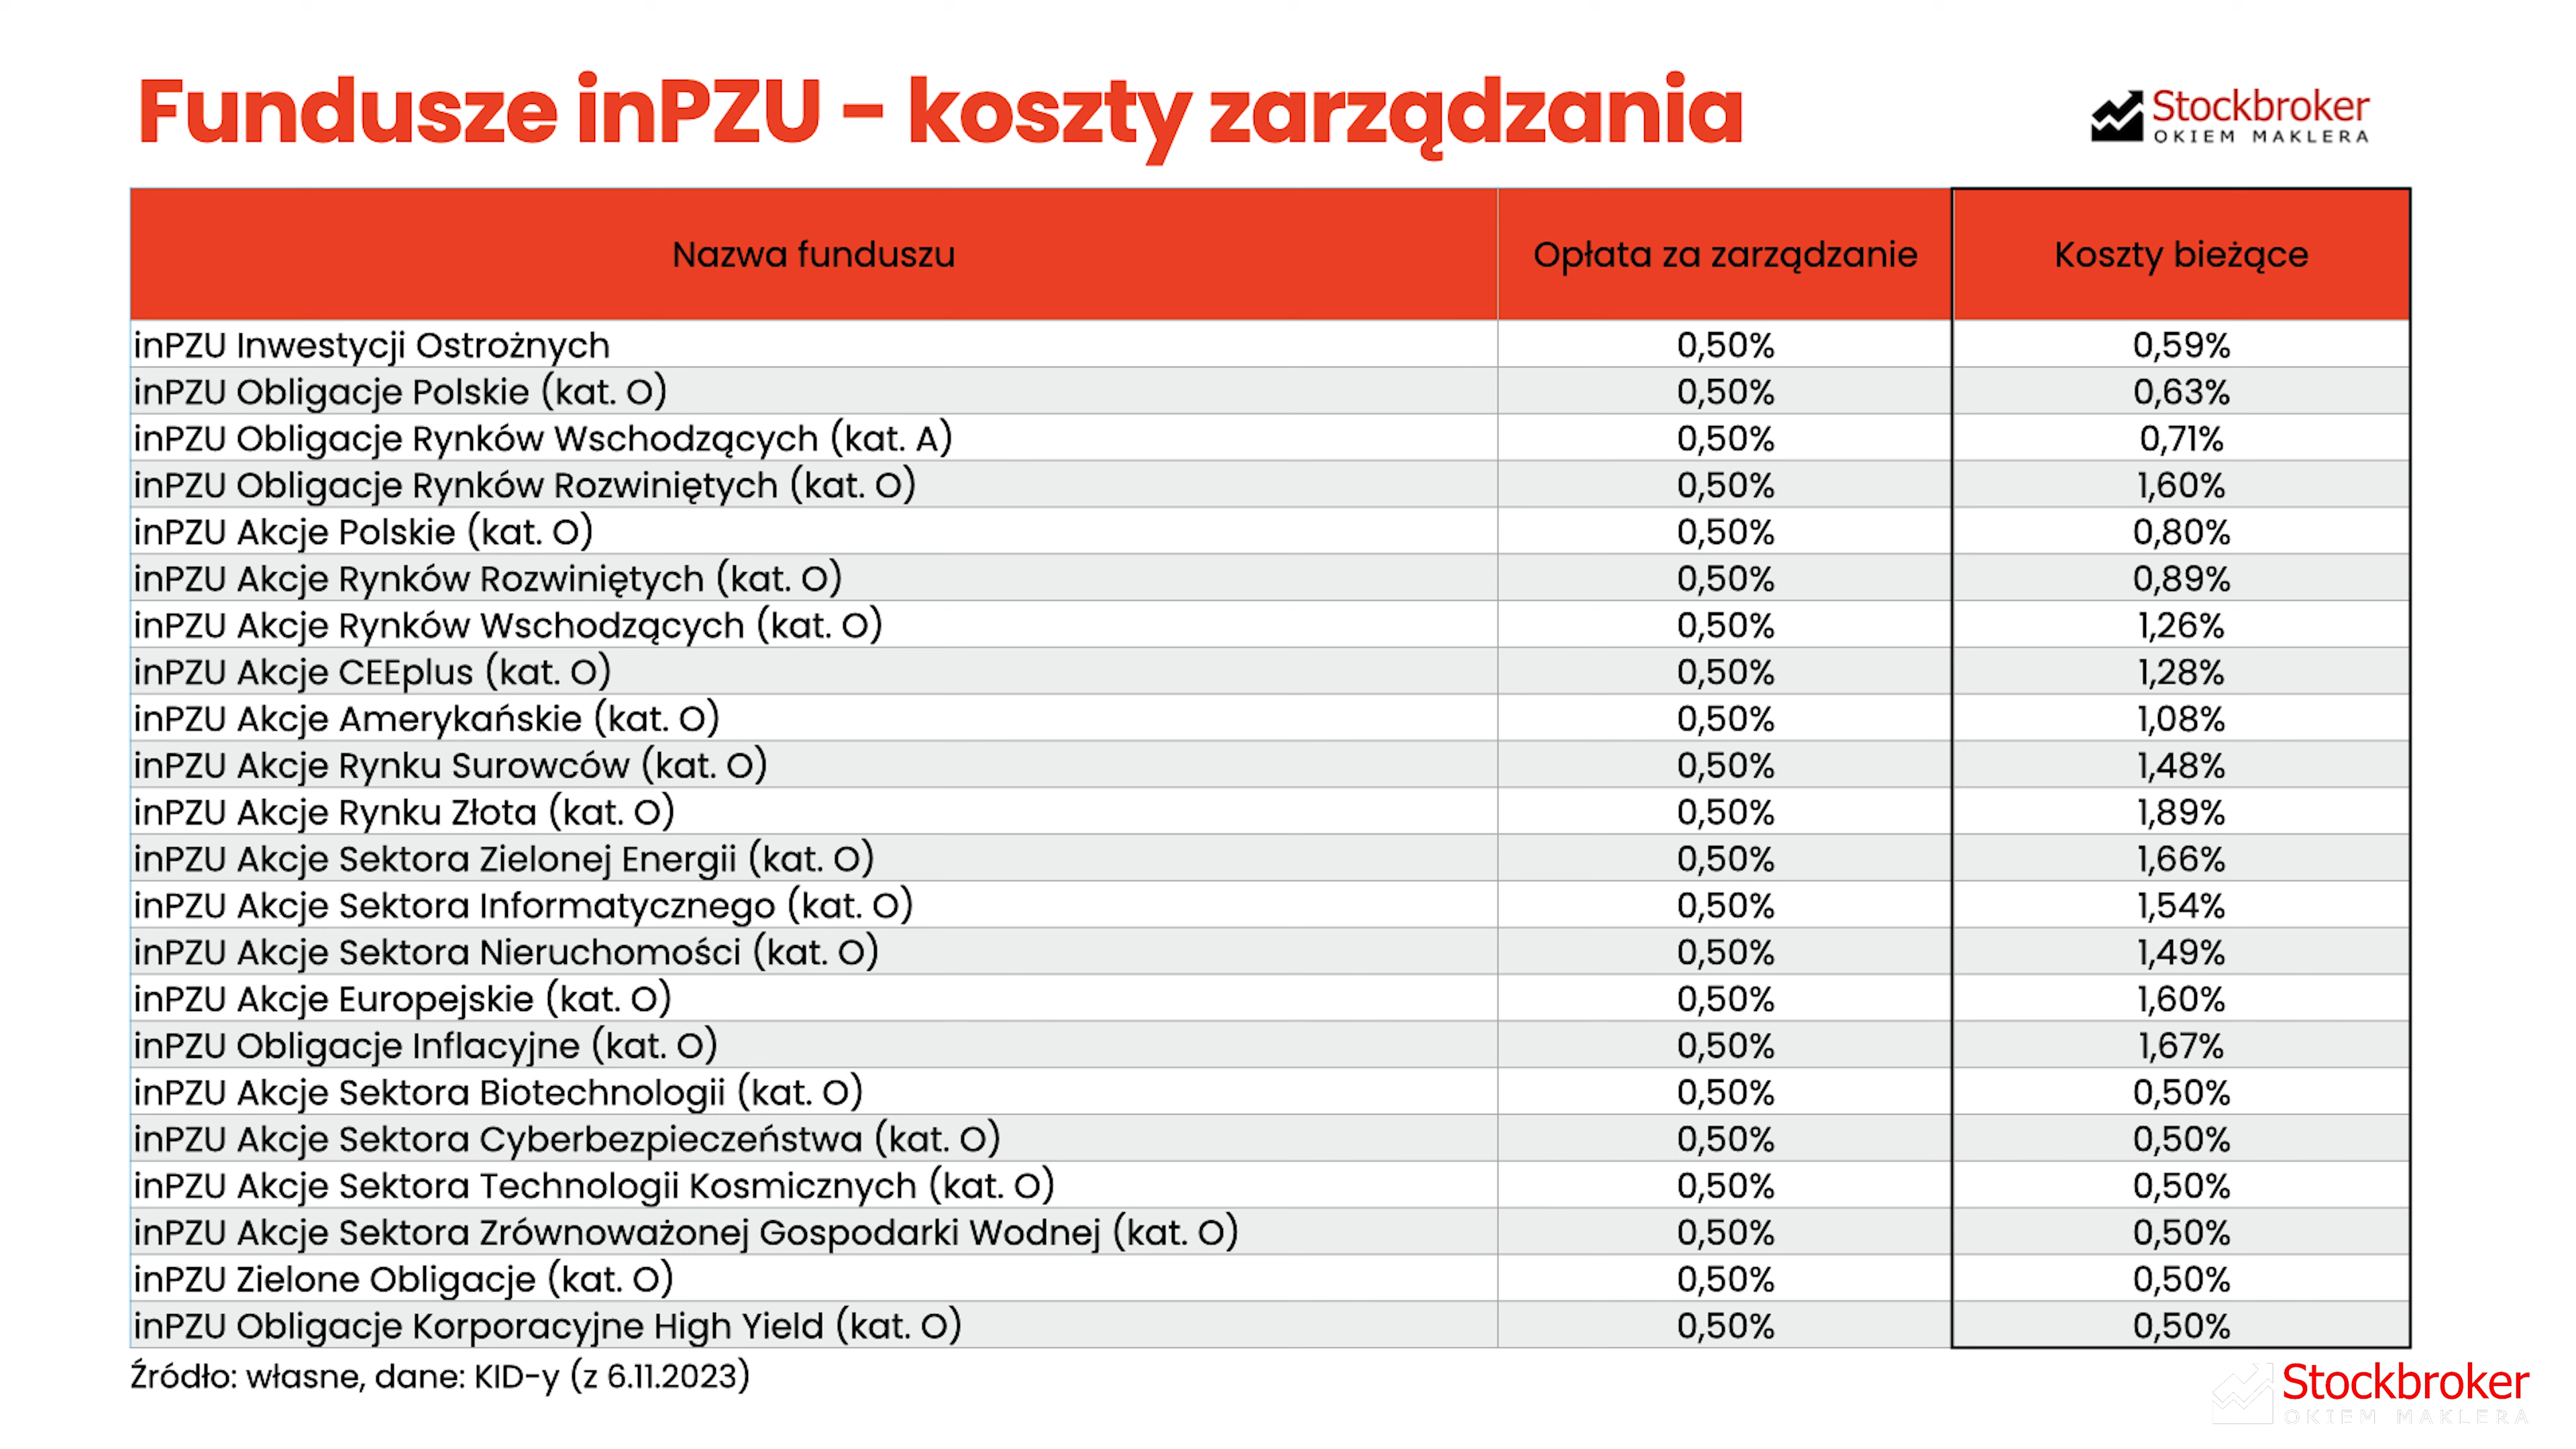 Fundusze inPZU - koszty zarządzania
Stockbroker
OKIEM MAKLERA
Nazwa funduszu Opłata za zarządzanie Koszty bieżące
inPZU Inwestycji Ostrożnych 0,50% 0,59%
inPZU Obligacje Polskie (kat. O) 0,50% 0,63%
inPZU Obligacje Rynków Wschodzących (kat. A) 0,50% 0,71%
inPZU Obligacje Rynków Rozwiniętych (kat. O) 0,50% 1,60%
inPZU Akcje Polskie (kat. O) 0,50% 0,80%
inPZU Akcje Rynków Rozwiniętych (kat. O) 0,50% 0,89%
inPZU Akcje Rynków Wschodzących (kat. O) 0,50% 1,26%
inPZU Akcje CEEplus (kat. O) 0,50% 1,28%
inPZU Akcje Amerykańskie (kat. O) 0,50% 1,08%
inPZU Akcje Rynku Surowców (kat. O) 0,50% 1,48%
inPZU Akcje Rynku Złota (kat. O) 0,50% 1,89%
inPZU Akcje Sektora Zielonej Energii (kat. O) 0,50% 1,66%
inPZU Akcje Sektora Informatycznego (kat. O) 0,50% 1,54%
inPZU Akcje Sektora Nieruchomości (kat. O) 0,50% 1,49%
inPZU Akcje Europejskie (kat. O) 0,50% 1,60%
inPZU Obligacje Inflacyjne (kat. O) 0,50% 1,67%
inPZU Akcje Sektora Biotechnologii (kat. O) 0,50% 0,50%
inPZU Akcje Sektora Cyberbezpieczeństwa (kat. O) 0,50% 0,50%
inPZU Akcje Sektora Technologii Kosmicznych (kat. O) 0,50% 0,50%
inPZU Akcje Sektora Zrównoważonej Gospodarki Wodnej (kat. O) 0,50% 0,50%
inPZU Zielone Obligacje (kat. O) 0,50% 0,50%
inPZU Obligacje Korporacyjne High Yield (kat. O) 0,50% 0,50%
Źródło: własne, dane: KID-y (z 6.11.2023)
Stockbroker
OKIEM MAKLERA